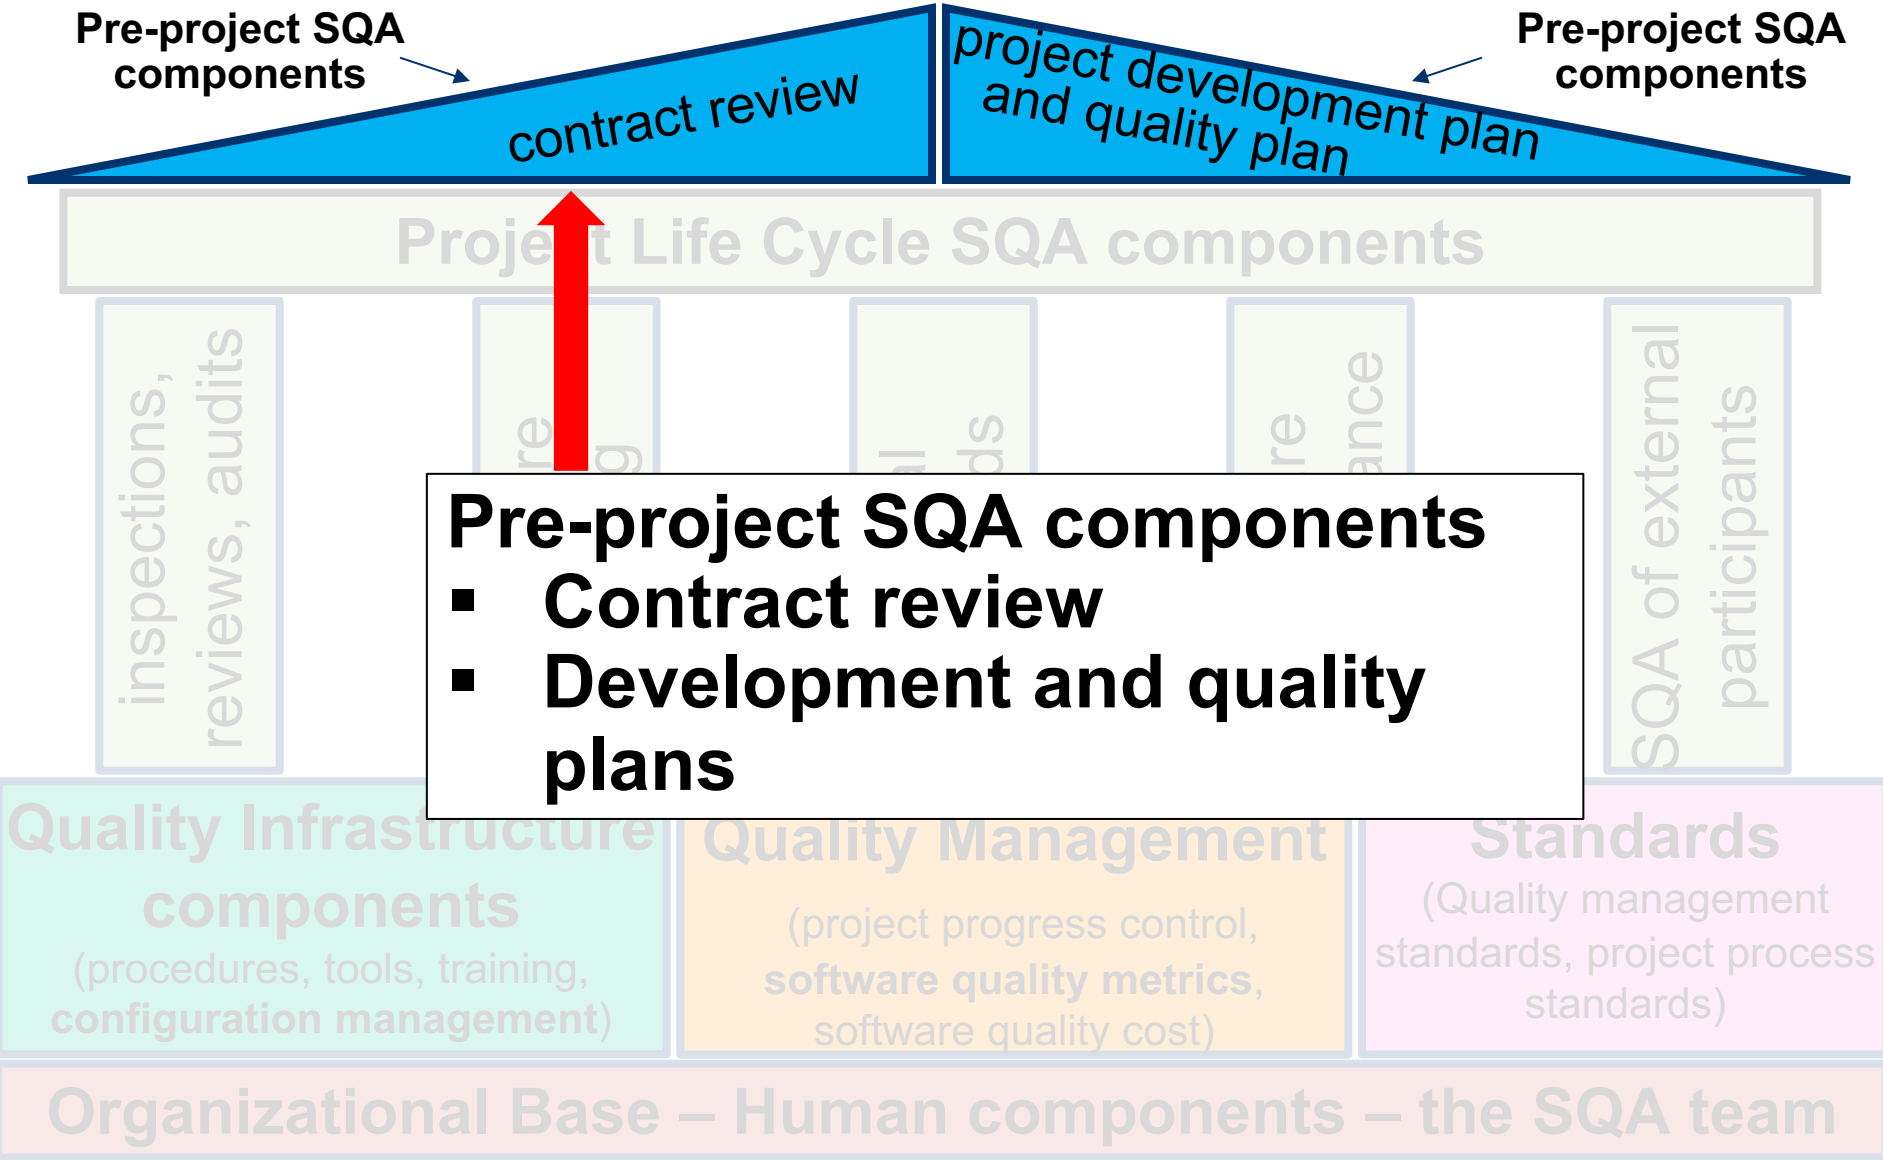 Pre-project SQA
components
Pre-project SQA
components
contract review
project development plan
and quality plan
Project Life Cycle SQA components
inspections,
reviews, audits
SQA of external
participants
Pre-project SQA components
▪ Contract review
▪ Development and quality
plans
Quality Infrastructure
components
(procedures, tools, training,
configuration management)
Quality Management
(project progress control,
software quality metrics,
software quality cost)
Standards
(Quality management
standards, project process
standards)
Organizational Base – Human components – the SQA team